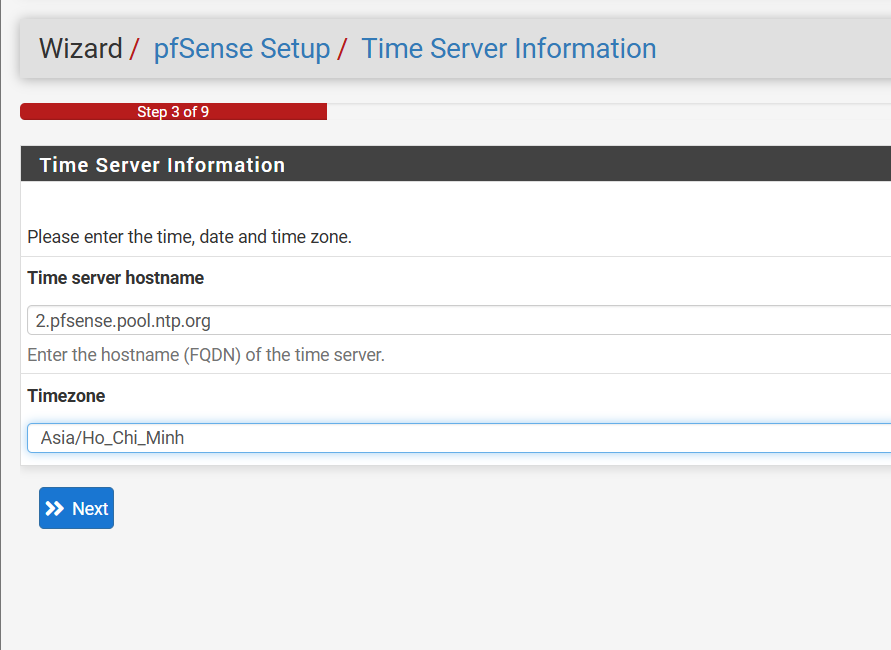 Wizard / pfSense Setup / Time Server Information
Step 3 of 9
Time Server Information
Please enter the time, date and time zone.
Time server hostname
2.pfsense.pool.ntp.org
Enter the hostname (FQDN) of the time server.
Timezone
Asia/Ho_Chi_Minh
Next